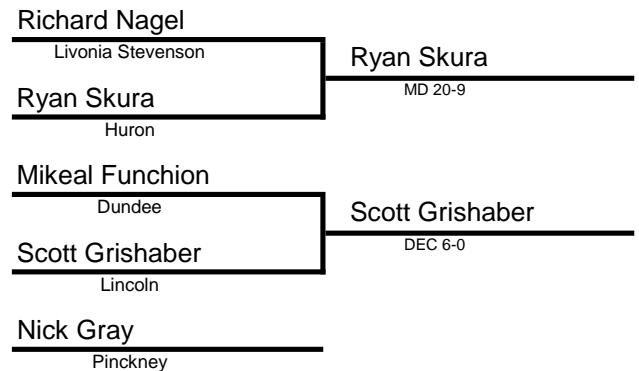 Richard Nagel
Livonia Stevenson
Ryan Skura
MD 20-9
Ryan Skura
Huron
Mikeal Funchion
Dundee
Scott Grishaber
DEC 6-0
Scott Grishaber
Lincoln
Nick Gray
Pinckney